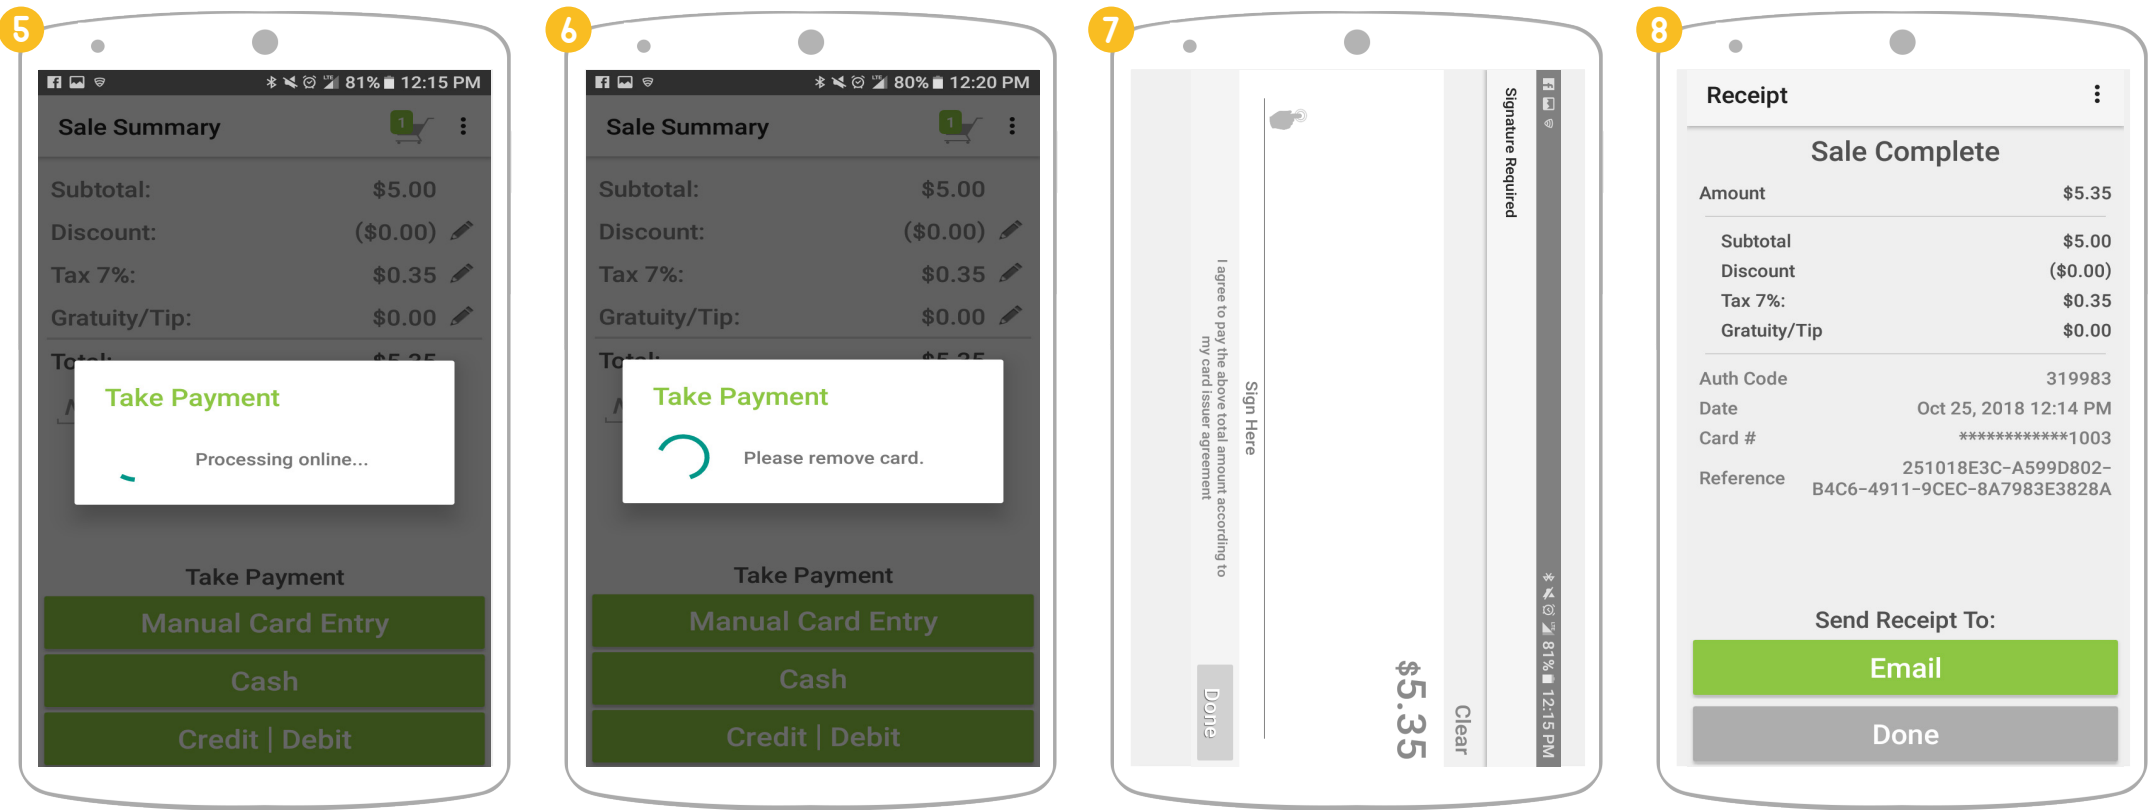 5
81% 12:15 PM
Sale Summary
1
Subtotal: $5.00
Discount: ($0.00)
Tax 7%: $0.35
Gratuity/Tip: $0.00
Total: $5.35
Take Payment
Processing online...
Take Payment
Manual Card Entry
Cash
Credit | Debit
6
LTE 80% 12:20 PM
Sale Summary
1
Subtotal: $5.00
Discount: ($0.00)
Tax 7%: $0.35
Gratuity/Tip: $0.00
Total: $5.35
Take Payment
Please remove card.
Take Payment
Manual Card Entry
Cash
Credit | Debit
7
81% 12:15 PM
Signature Required
Clear
$5.35
Sign Here
I agree to pay the above total amount according to
my card issuer agreement
Done
8
Receipt
Sale Complete
Amount $5.35
Subtotal $5.00
Discount ($0.00)
Tax 7%: $0.35
Gratuity/Tip $0.00
Auth Code 319983
Date Oct 25, 2018 12:14 PM
Card # ************1003
Reference 251018E3C-A599D802-
B4C6-4911-9CEC-8A7983E3828A
Send Receipt To:
Email
Done